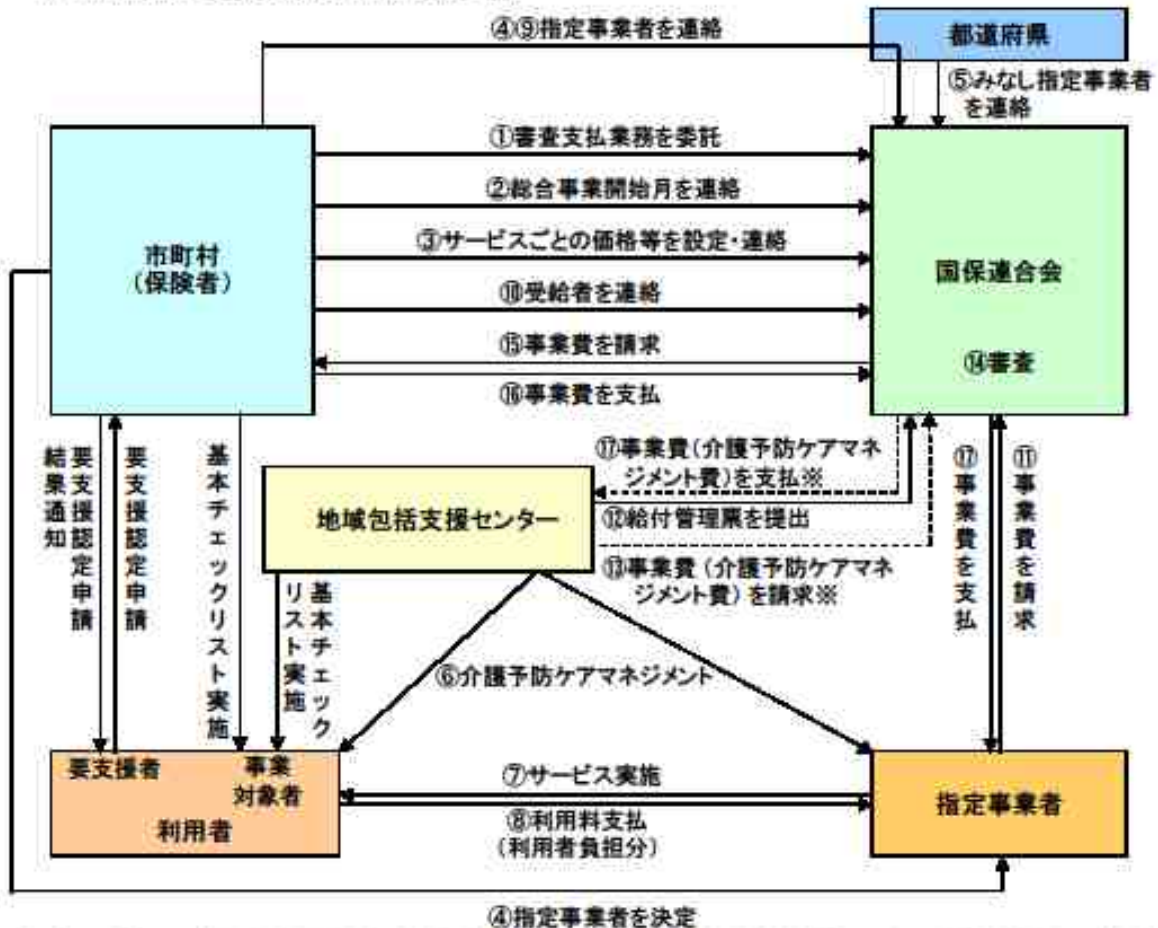 ④⑨指定事業者を連絡
都道府県
⑤みなし指定事業者
を連絡
①審査支払業務を委託
②総合事業開始月を連絡
③サービスごとの価格等を設定・連絡
市町村
(保険者)
国保連合会
⑩受給者を連絡
⑮事業費を請求
⑭審査
⑯事業費を支払
要支援認定申請
結果通知
要支援認定申請
基本チェックリスト実施
⑰事業費(介護予防ケアマネ
ジメント費)を支払※
地域包括支援センター
⑫給付管理票を提出
⑬事業費(介護予防ケアマネ
ジメント費)を請求※
⑰事業費を支払
⑪事業費を請求
基本チェック
リスト実施
⑥介護予防ケアマネジメント
要支援者
事業
対象者
利用者
⑦サービス実施
⑧利用料支払
(利用者負担分)
指定事業者
④指定事業者を決定